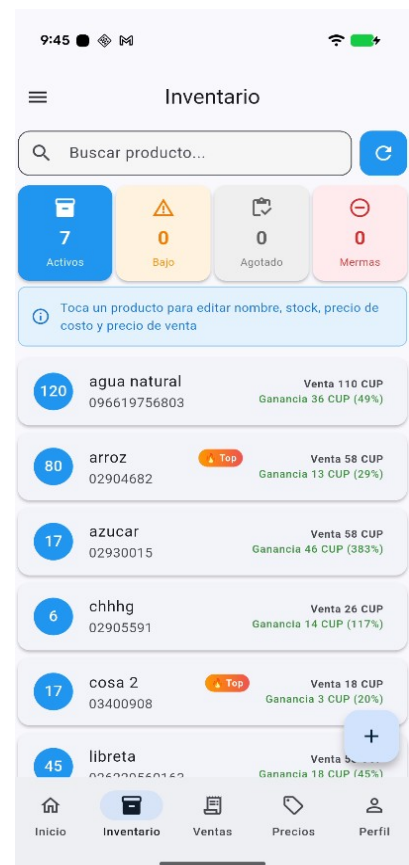 9:45
Inventario
Buscar producto...
7
Activos
0
Bajo
0
Agotado
0
Mermas
Toca un producto para editar nombre, stock, precio de
costo y precio de venta
120
agua natural
096619756803
Venta 110 CUP
Ganancia 36 CUP (49%)
80
arroz
02904682
Top
Venta 58 CUP
Ganancia 13 CUP (29%)
17
azucar
02930015
Venta 58 CUP
Ganancia 46 CUP (383%)
6
chhhg
02905591
Venta 26 CUP
Ganancia 14 CUP (117%)
17
cosa 2
03400908
Top
Venta 18 CUP
Ganancia 3 CUP (20%)
+
45
libreta
Venta
Ganancia 18 CUP (45%)
Inicio
Inventario
Ventas
Precios
Perfil